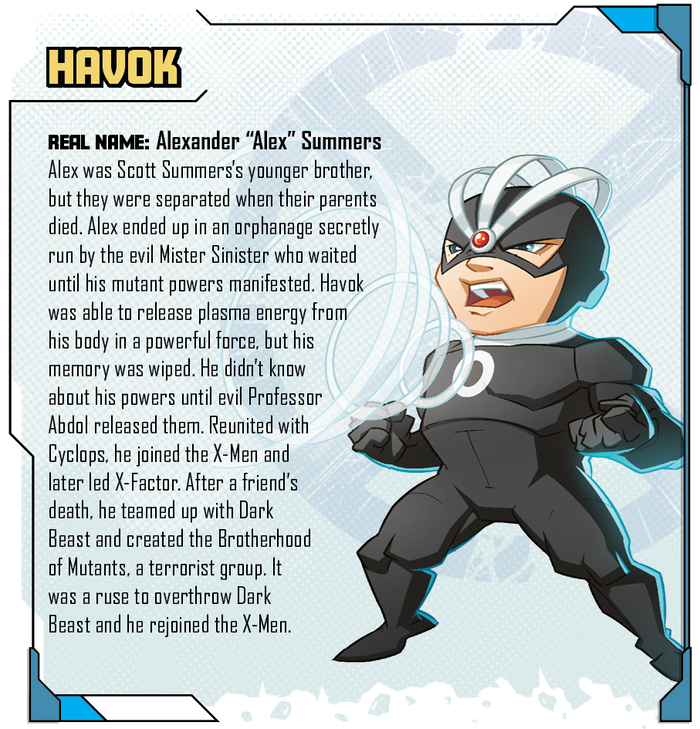 HAVOK
REAL NAME: Alexander “Alex” Summers
Alex was Scott Summers’s younger brother,
but they were separated when their parents
died. Alex ended up in an orphanage secretly
run by the evil Mister Sinister who waited
until his mutant powers manifested. Havok
was able to release plasma energy from
his body in a powerful force, but his
memory was wiped. He didn’t know
about his powers until evil Professor
Abdol released them. Reunited with
Cyclops, he joined the X-Men and
later led X-Factor. After a friend’s
death, he teamed up with Dark
Beast and created the Brotherhood
of Mutants, a terrorist group. It
was a ruse to overthrow Dark
Beast and he rejoined the X-Men.